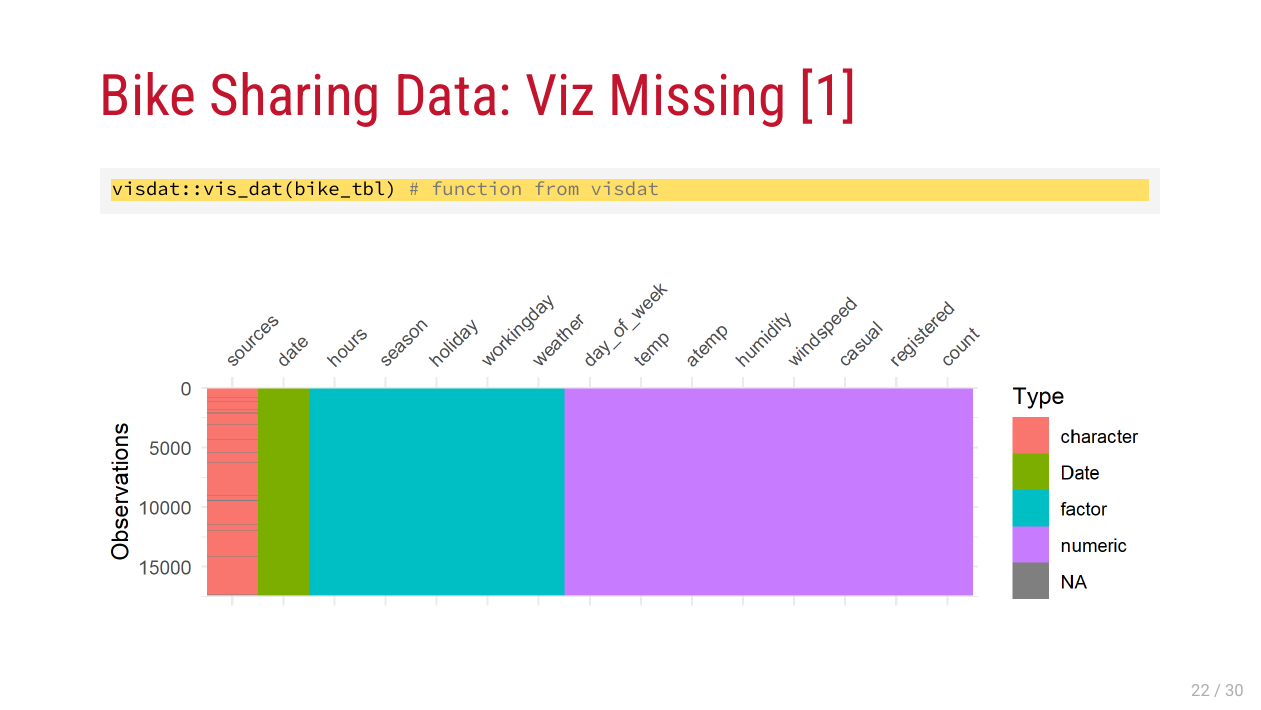 Bike Sharing Data: Viz Missing [1]
visdat::vis_dat(bike_tbl) # function from visdat
sources date hours season holiday workingday weather day_of_week temp atemp humidity windspeed casual registered count
0
5000
10000
15000
Observations
Type
character
Date
factor
numeric
NA
22 / 30